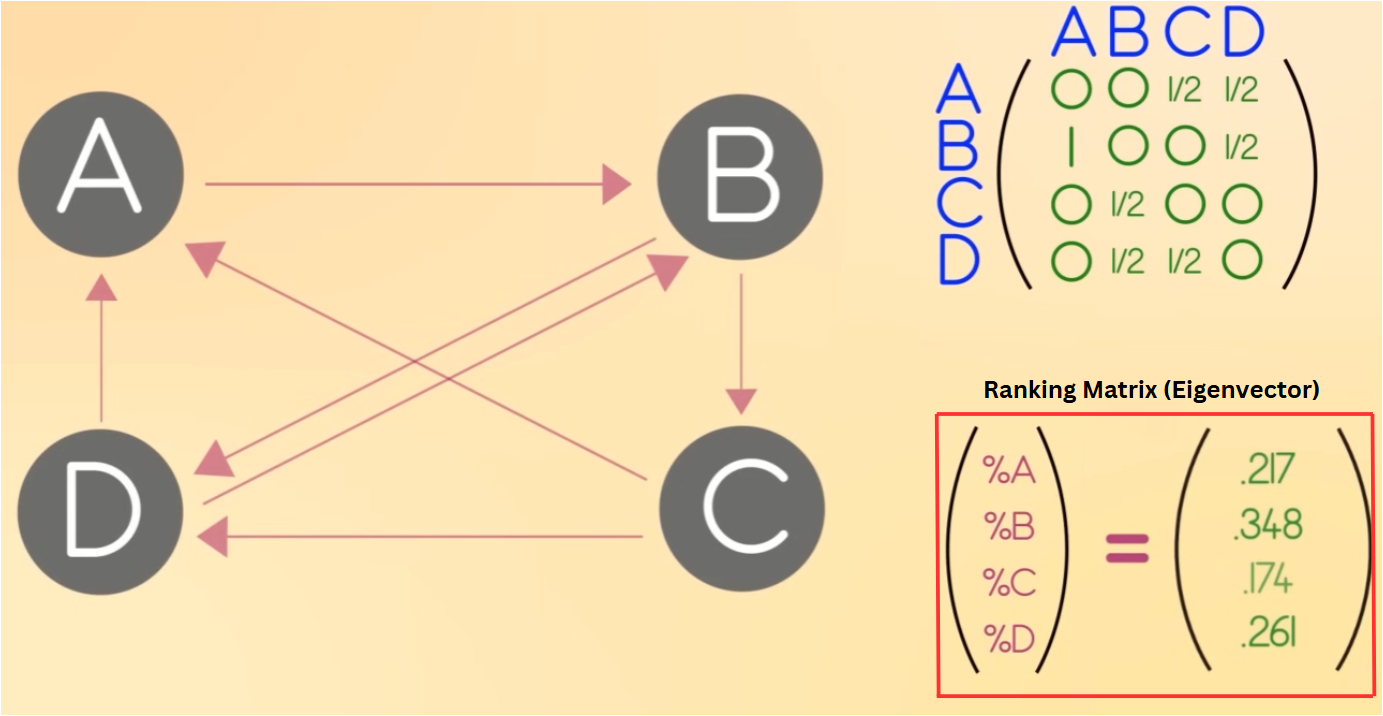 A B C D
A 0 0 1/2 1/2
B 1 0 0 1/2
C 0 1/2 0 0
D 0 1/2 1/2 0
A
B
D
C
Ranking Matrix (Eigenvector)
%A .217
%B = .348
%C .174
%D .261